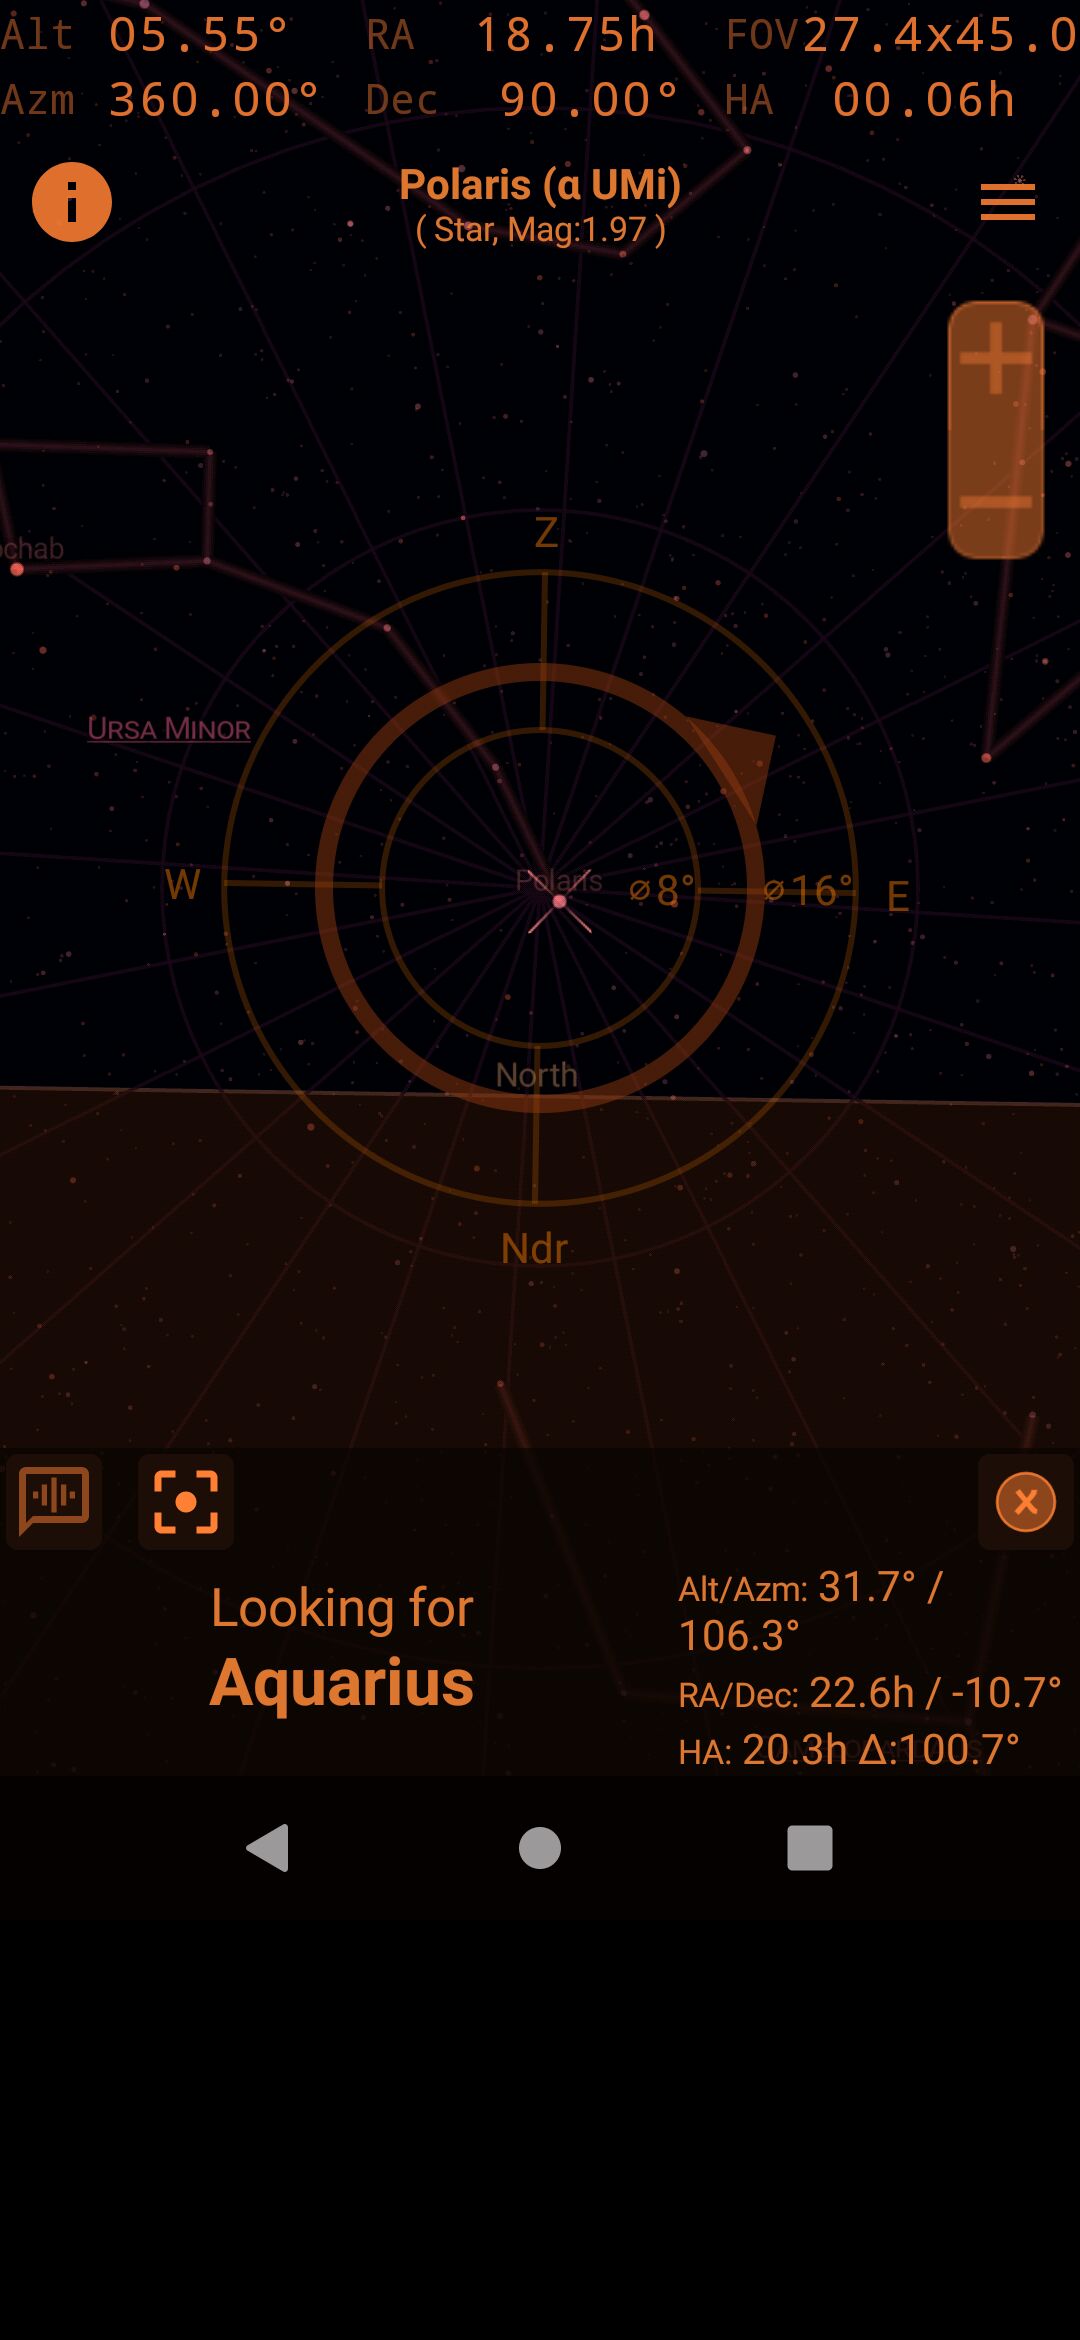 Alt 05.55° RA 18.75h FOV27.4x45.0
Azm 360.00° Dec 90.00° HA 00.06h
Polaris (α UMi)
( Star, Mag:1.97 )
Z
ochab
URSA MINOR
Polaris
W ⌀8° ⌀16° E
North
Ndr
Looking for
Aquarius
Alt/Azm: 31.7° /
106.3°
RA/Dec: 22.6h / -10.7°
HA: 20.3h Δ:100.7°